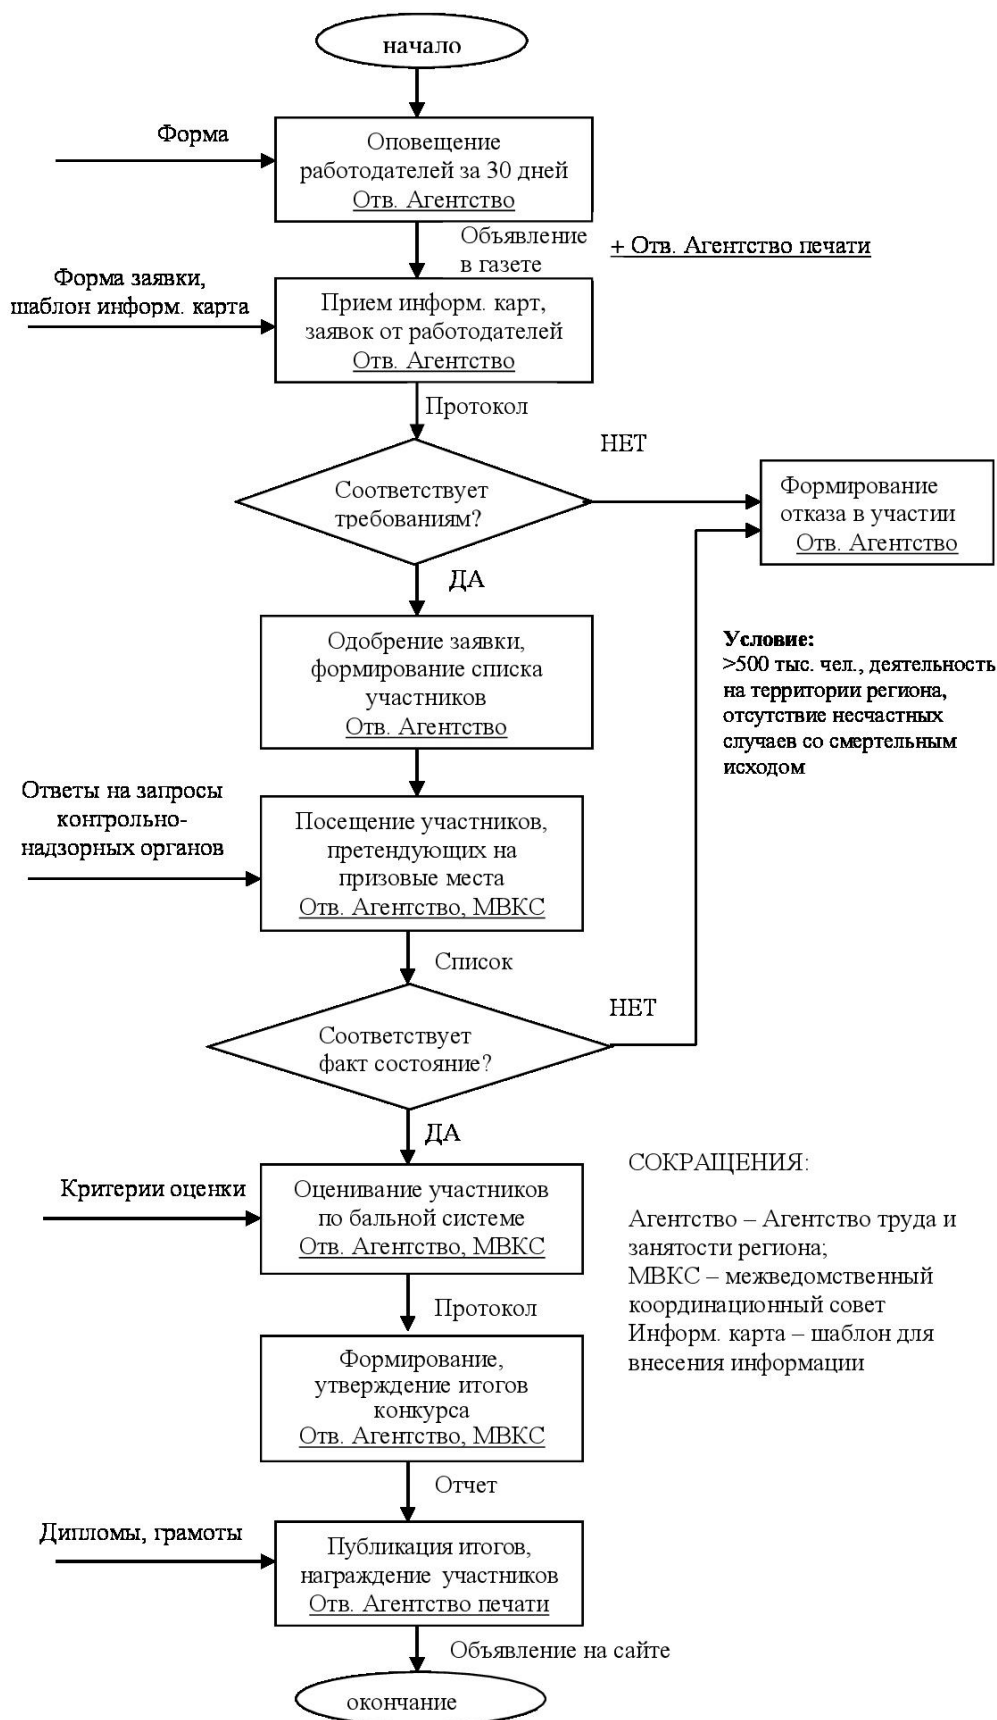 начало
Форма
Оповещение
работодателей за 30 дней
Отв. Агентство
Объявление
в газете
+ Отв. Агентство печати
Форма заявки,
шаблон информ. карта
Прием информ. карт,
заявок от работодателей
Отв. Агентство
Протокол
НЕТ
Соответствует
требованиям?
Формирование
отказа в участии
Отв. Агентство
ДА
Одобрение заявки,
формирование списка
участников
Отв. Агентство
Условие:
>500 тыс. чел., деятельность
на территории региона,
отсутствие несчастных
случаев со смертельным
исходом
Ответы на запросы
контрольно-
надзорных органов
Посещение участников,
претендующих на
призовые места
Отв. Агентство, МВКС
Список
НЕТ
Соответствует
факт состояние?
ДА
Критерии оценки
Оценивание участников
по бальной системе
Отв. Агентство, МВКС
СОКРАЩЕНИЯ:
Агентство – Агентство труда и
занятости региона;
МВКС – межведомственный
координационный совет
Информ. карта – шаблон для
внесения информации
Протокол
Формирование,
утверждение итогов
конкурса
Отв. Агентство, МВКС
Отчет
Дипломы, грамоты
Публикация итогов,
награждение участников
Отв. Агентство печати
Объявление на сайте
окончание